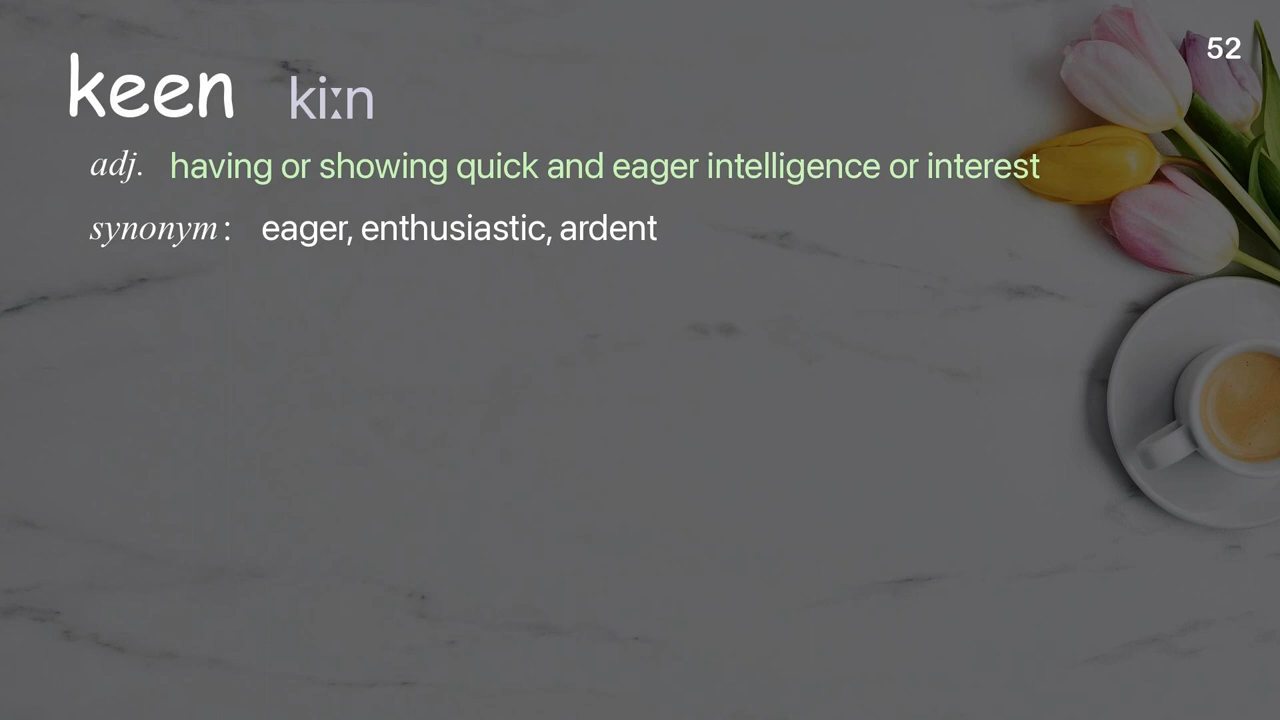 52
keen kiːn
adj. having or showing quick and eager intelligence or interest
synonym: eager, enthusiastic, ardent